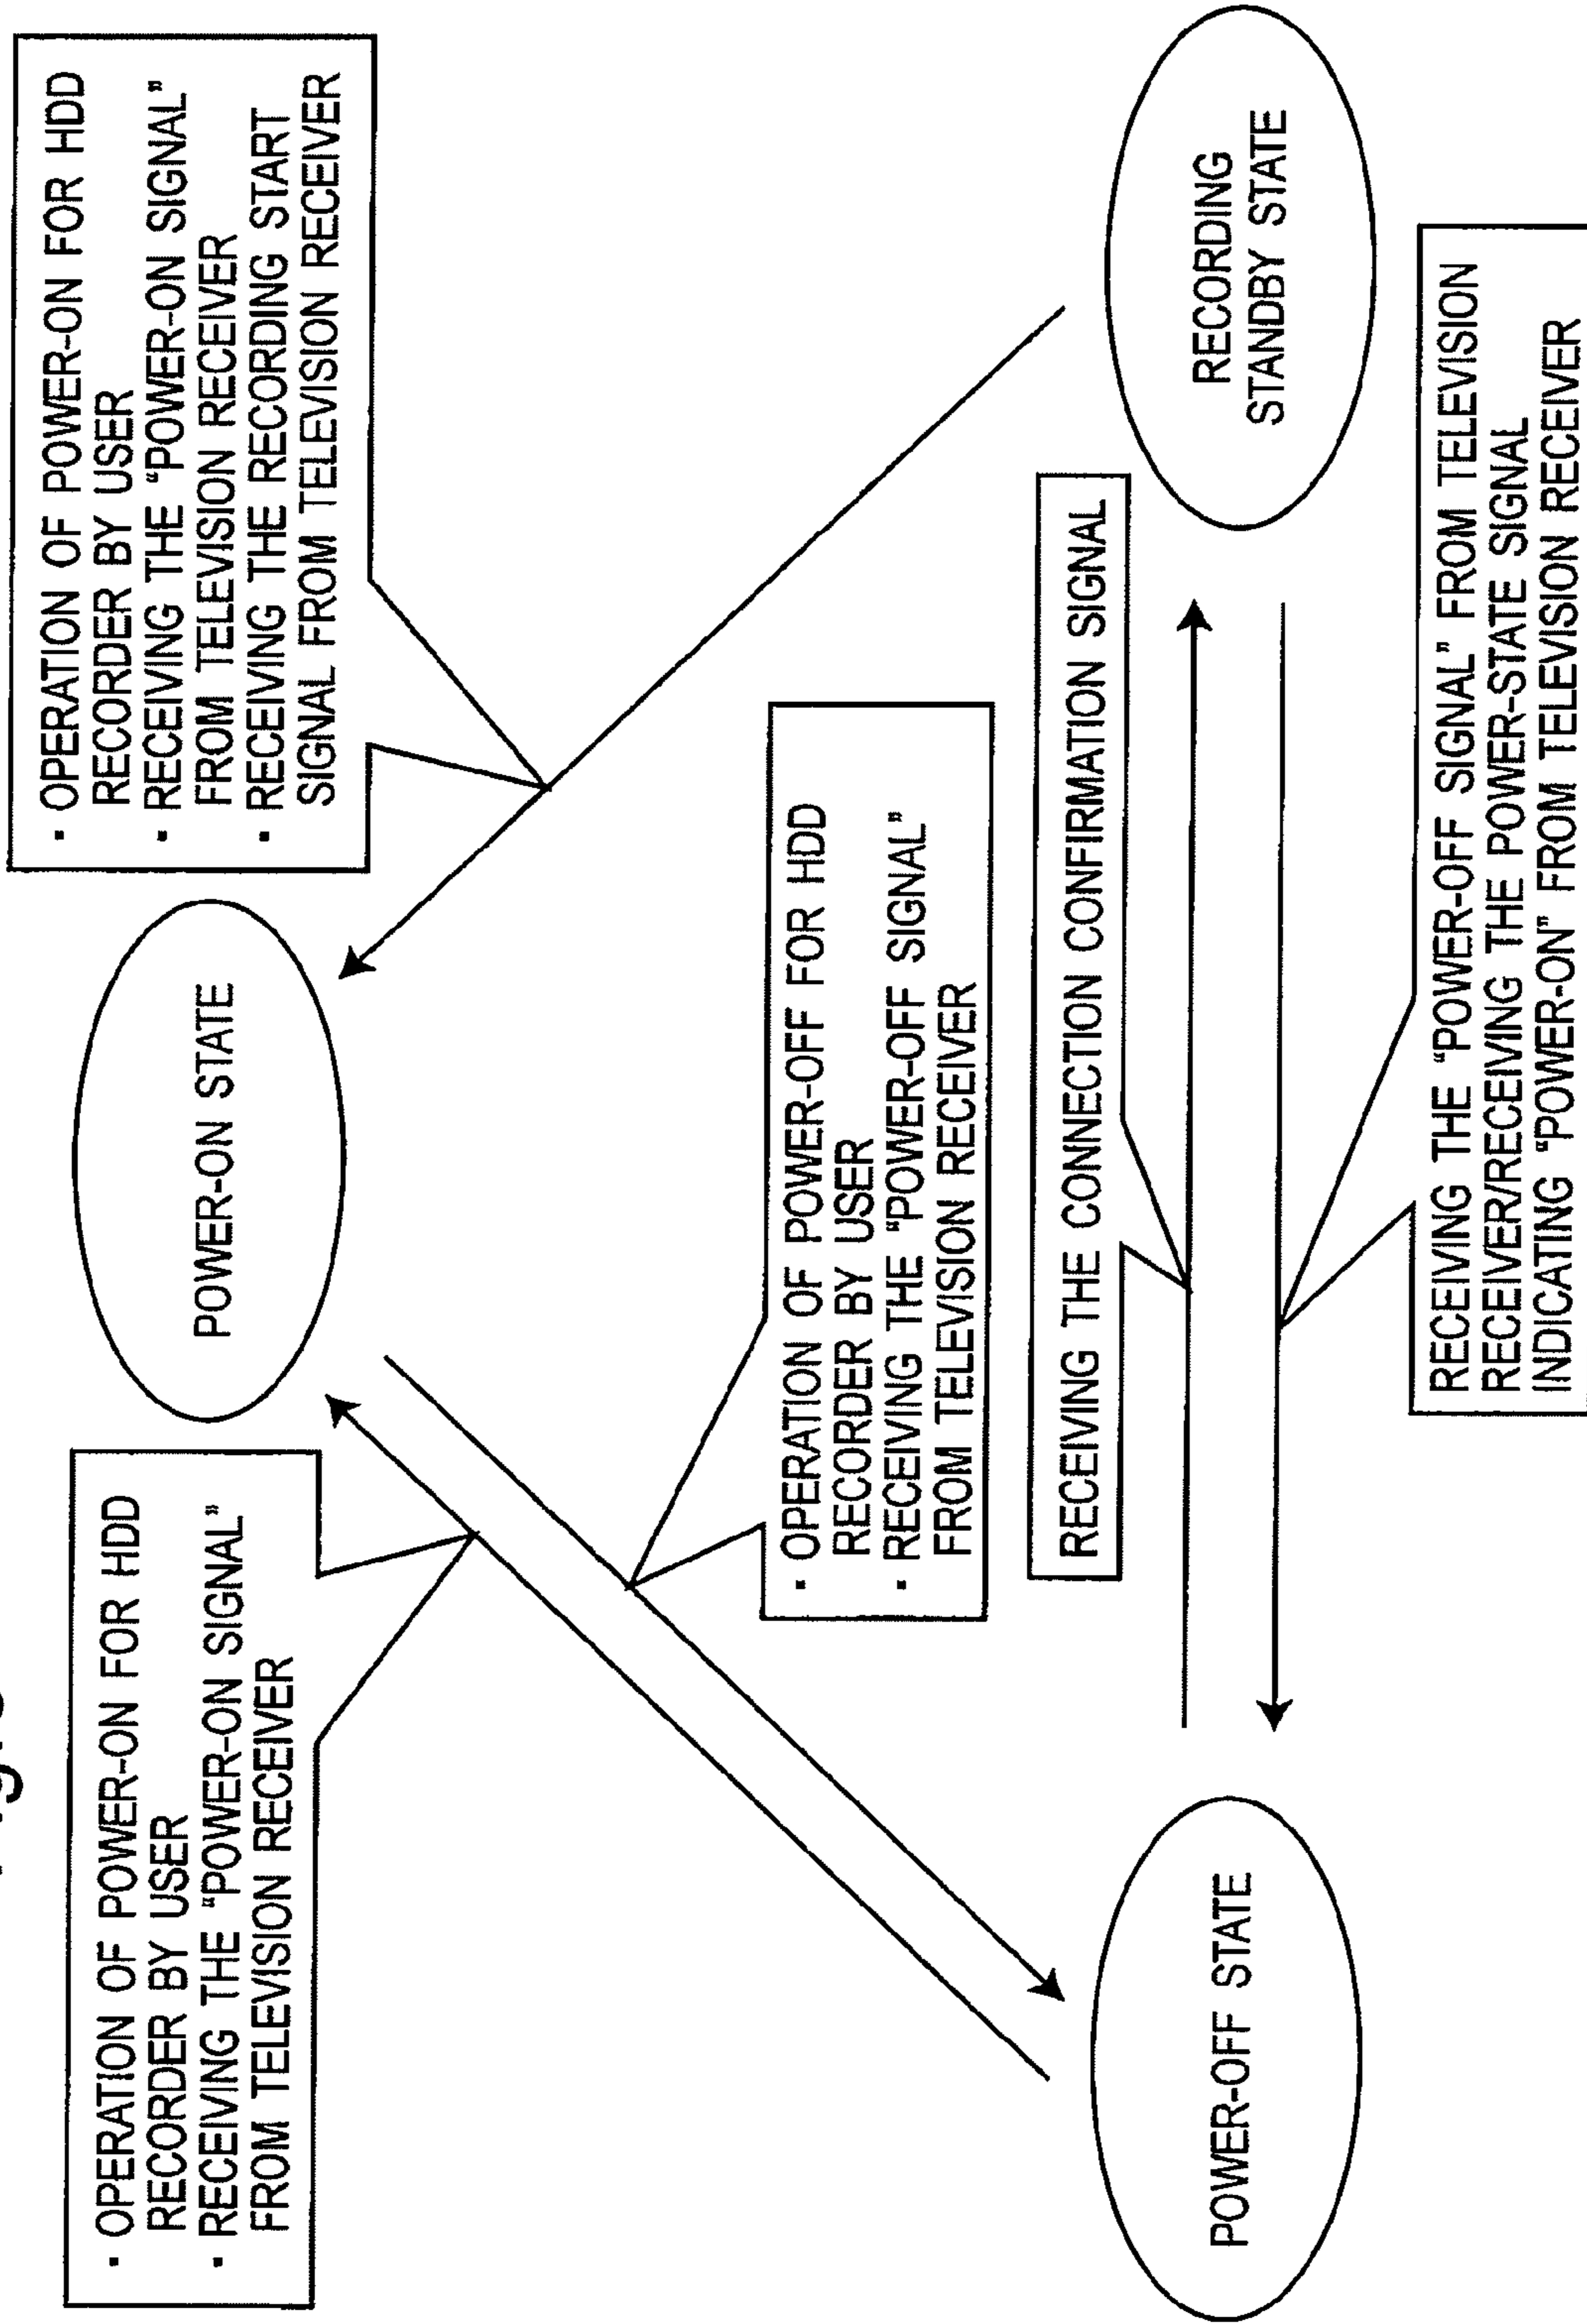 · OPERATION OF POWER-ON FOR HDD
RECORDER BY USER
· RECEIVING THE "POWER-ON SIGNAL"
FROM TELEVISION RECEIVER
POWER-ON STATE
· OPERATION OF POWER-ON FOR HDD
RECORDER BY USER
· RECEIVING THE "POWER-ON SIGNAL"
FROM TELEVISION RECEIVER
· RECEIVING THE RECORDING START
SIGNAL FROM TELEVISION RECEIVER
· OPERATION OF POWER-OFF FOR HDD
RECORDER BY USER
· RECEIVING THE "POWER-OFF SIGNAL"
FROM TELEVISION RECEIVER
RECEIVING THE CONNECTION CONFIRMATION SIGNAL
POWER-OFF STATE
RECORDING
STANDBY STATE
RECEIVING THE "POWER-OFF SIGNAL" FROM TELEVISION
RECEIVER/RECEIVING THE POWER-STATE SIGNAL
INDICATING "POWER-ON" FROM TELEVISION RECEIVER